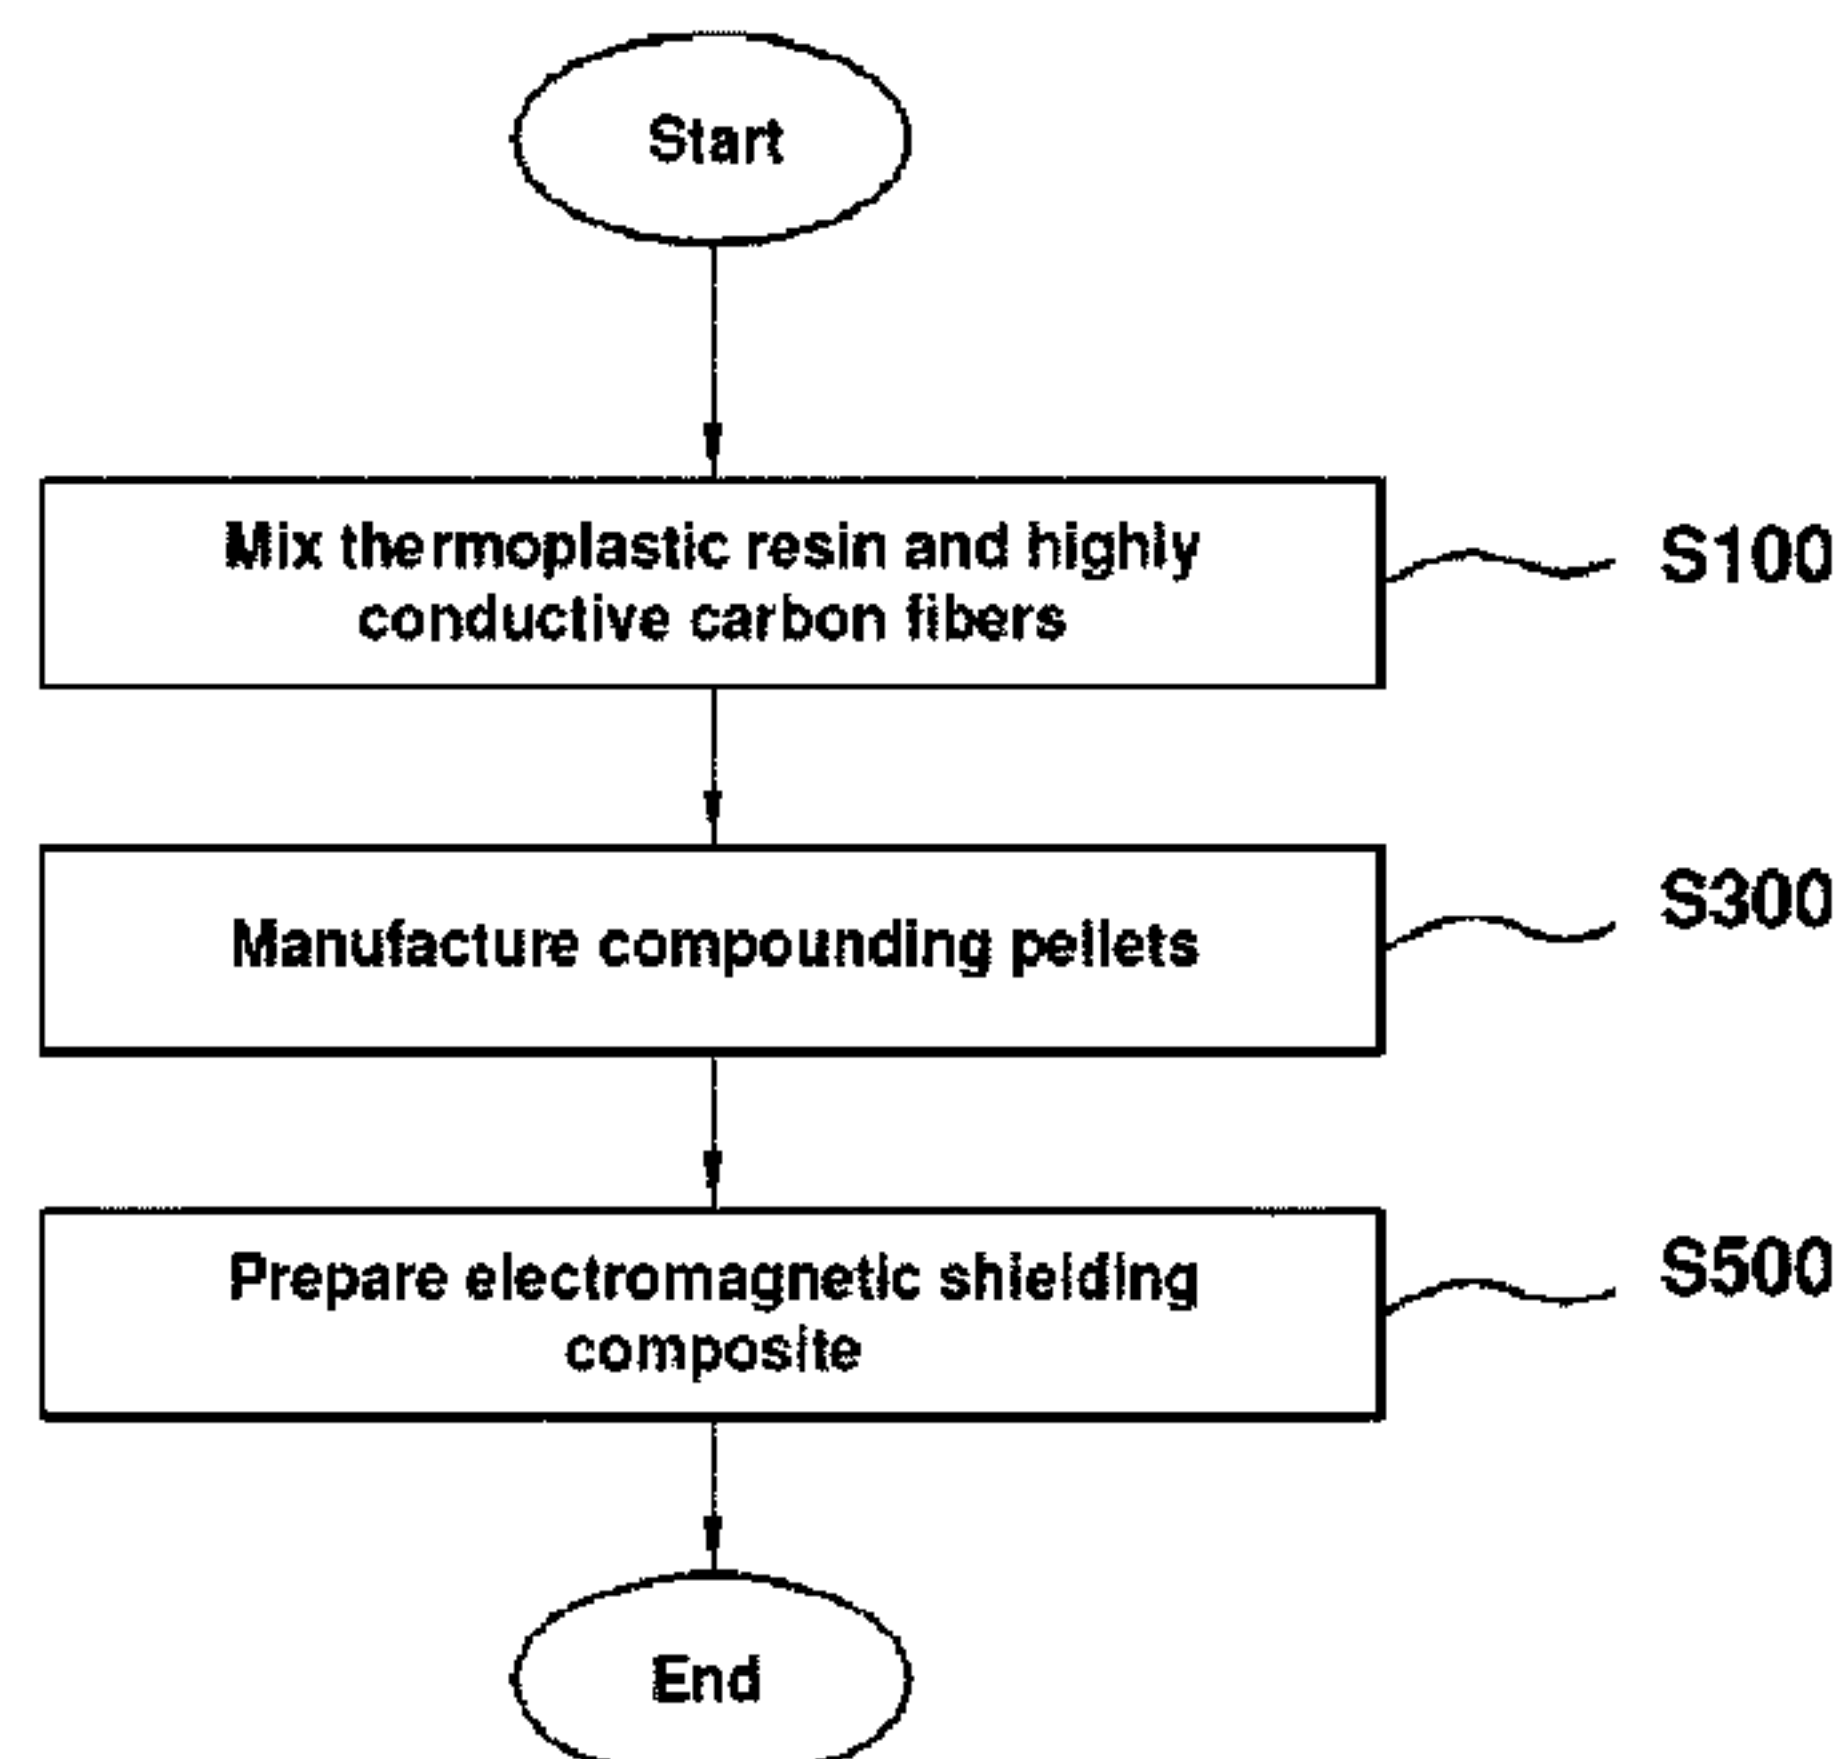 Start
Mix thermoplastic resin and highly
conductive carbon fibers
S100
Manufacture compounding pellets
S300
Prepare electromagnetic shielding
composite
S500
End